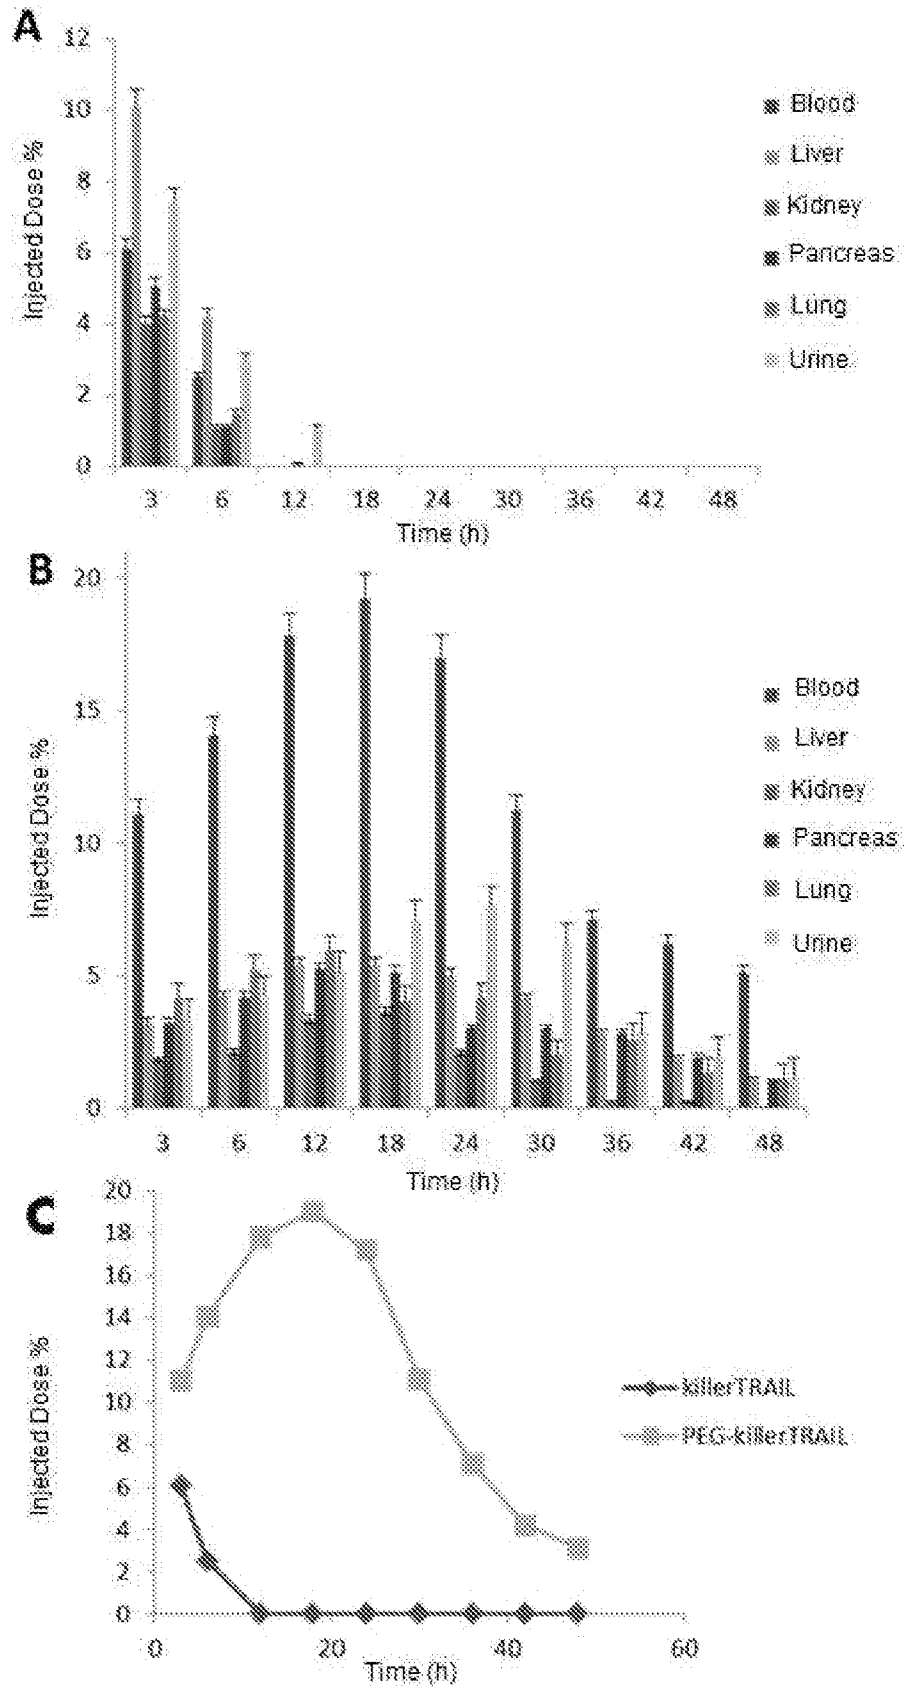 A
12
10
8
6
4
2
0
Injected Dose %
3 6 12 18 24 30 36 42 48
Time (h)
Blood
Liver
Kidney
Pancreas
Lung
Urine
B
20
15
10
5
0
Injected Dose %
3 6 12 18 24 30 36 42 48
Time (h)
Blood
Liver
Kidney
Pancreas
Lung
Urine
C
20
18
16
14
12
10
8
6
4
2
0
Injected Dose %
0 20 40 60
Time (h)
killerTRAIL
PEG-killerTRAIL